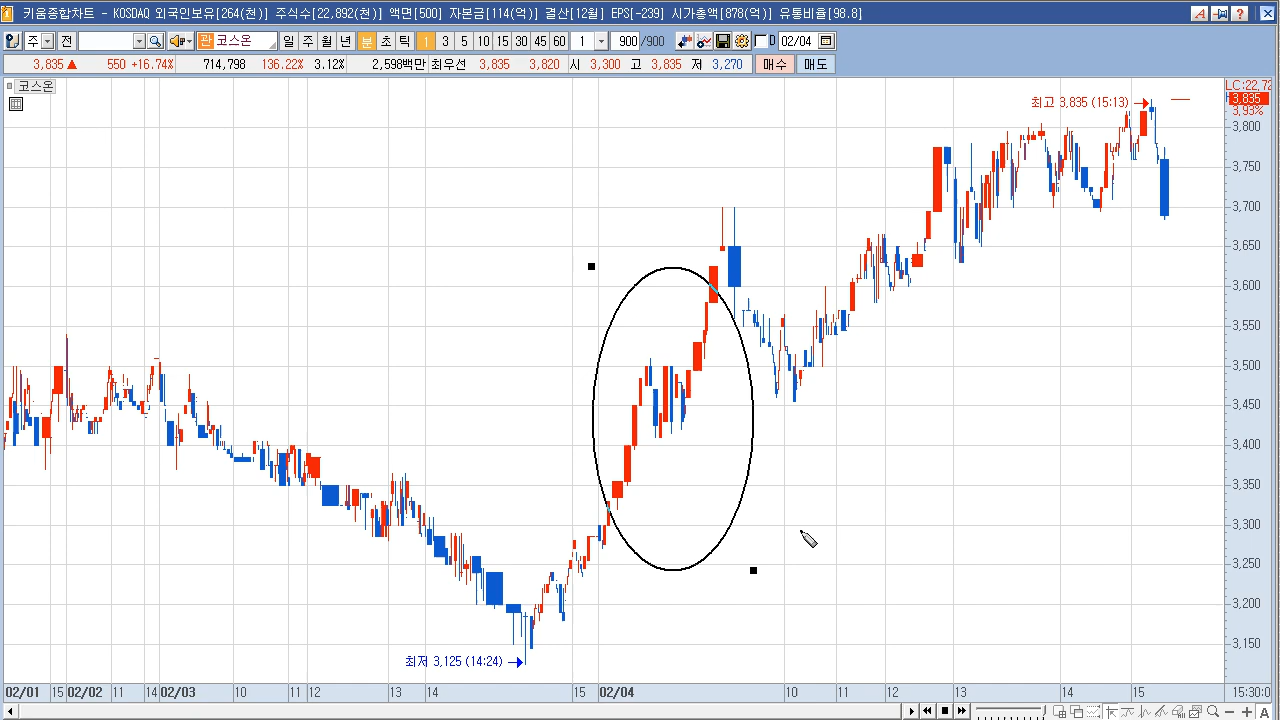 키움종합차트 - KOSDAQ 외국인보유[264(천)] 주식수[22,892(천)] 액면[500] 자본금[114(억)] 결산[12월] EPS[-239] 시가총액[878(억)] 유통비율[98.8]
주 전 관 코스온 일 주 월 년 분 초 틱 1 3 5 10 15 30 45 60 1 900 /900 D 02/04
3,835 ▲ 550 +16.74% 714,798 136.22% 3.12% 2,598백만 최우선 3,835 3,820 시 3,300 고 3,835 저 3,270 매수 매도
코스온
LC:22,72
최고 3,835 (15:13)
3,835
3,93%
3,800
3,750
3,700
3,650
3,600
3,550
3,500
3,450
3,400
3,350
3,300
3,250
3,200
3,150
최저 3,125 (14:24)
02/01 15 02/02 11 14 02/03 10 11 12 13 14 15 02/04 10 11 12 13 14 15 15:30:0
A